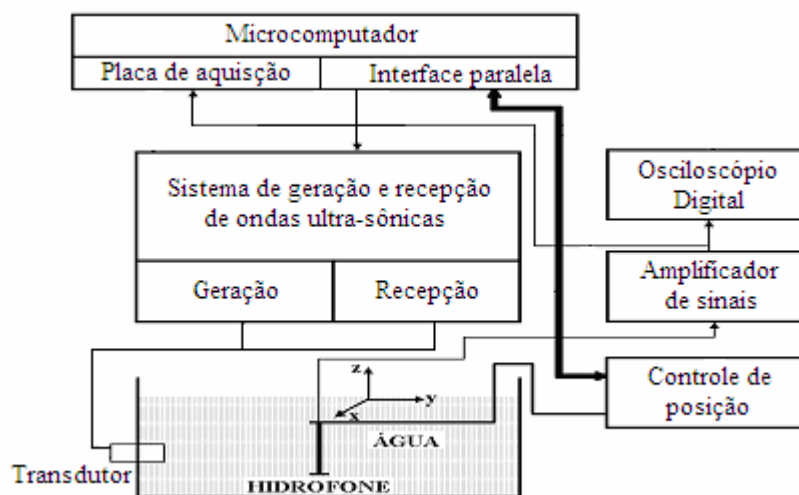 Microcomputador
Placa de aquisção
Interface paralela
Sistema de geração e recepção
de ondas ultra-sônicas
Geração
Recepção
Osciloscópio
Digital
Amplificador
de sinais
Controle de
posição
z
y
x
ÁGUA
Transdutor
HIDROFONE